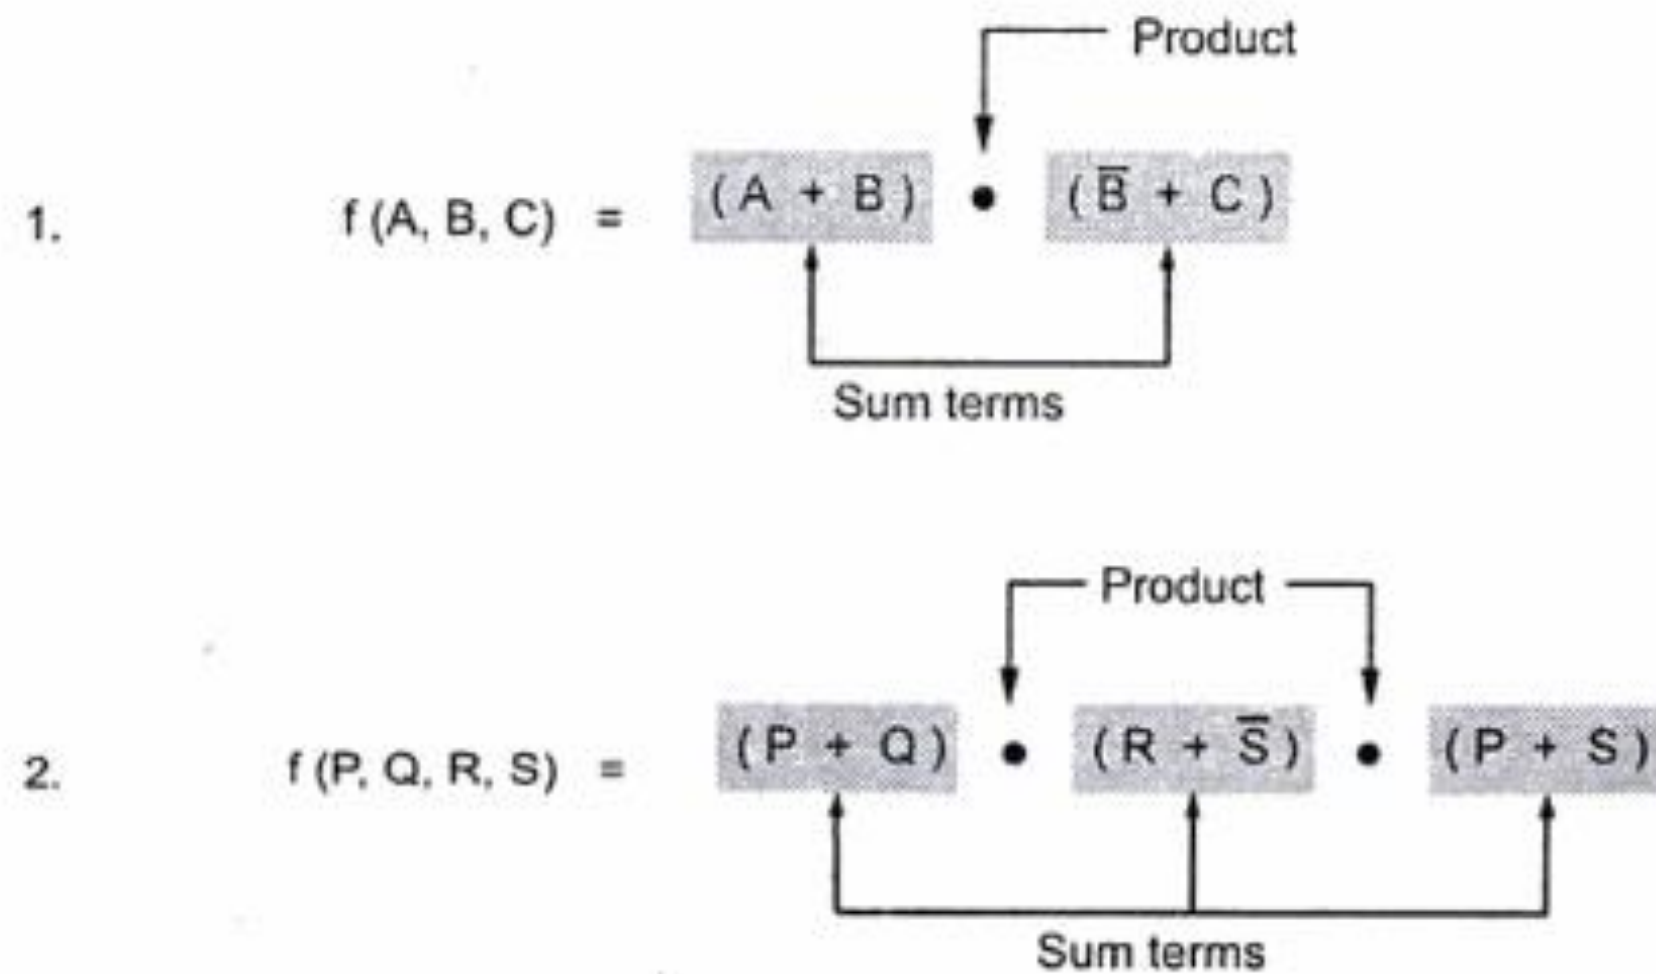 Product
1. f (A, B, C) = (A + B) • (B̅ + C)
Sum terms
Product
2. f (P, Q, R, S) = (P + Q) • (R + S̅) • (P + S)
Sum terms